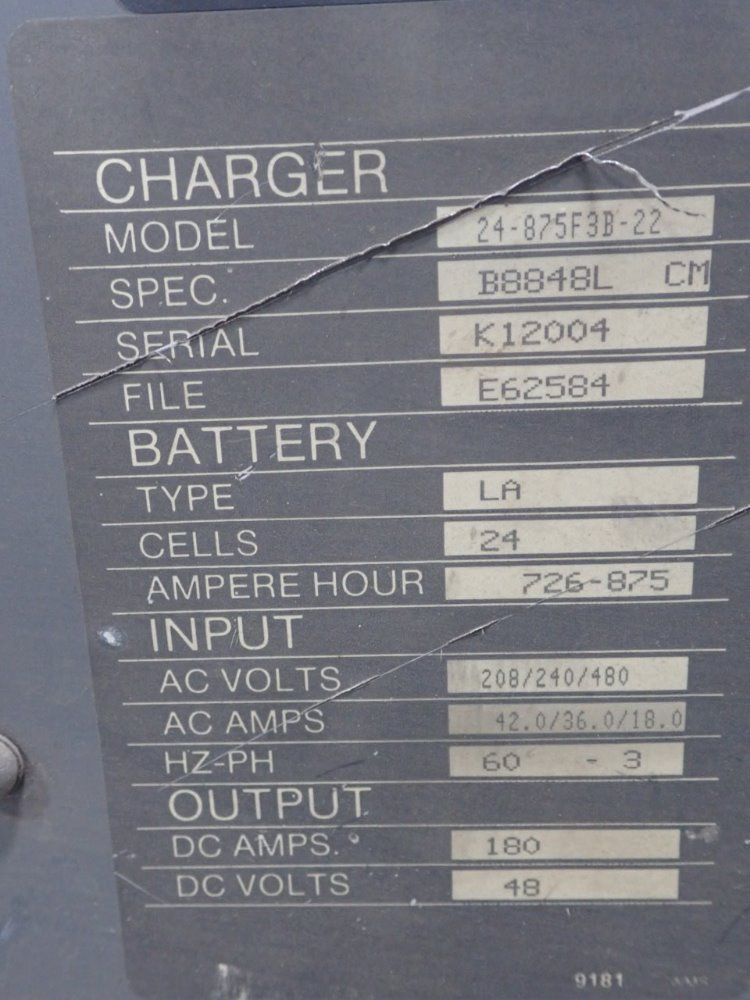 CHARGER
MODEL 24-875F3B-22
SPEC. B8848L CM
SERIAL K12004
FILE E62584
BATTERY
TYPE LA
CELLS 24
AMPERE HOUR 726-875
INPUT
AC VOLTS 208/240/480
AC AMPS 42.0/36.0/18.0
HZ-PH 60 - 3
OUTPUT
DC AMPS. 180
DC VOLTS 48
9181